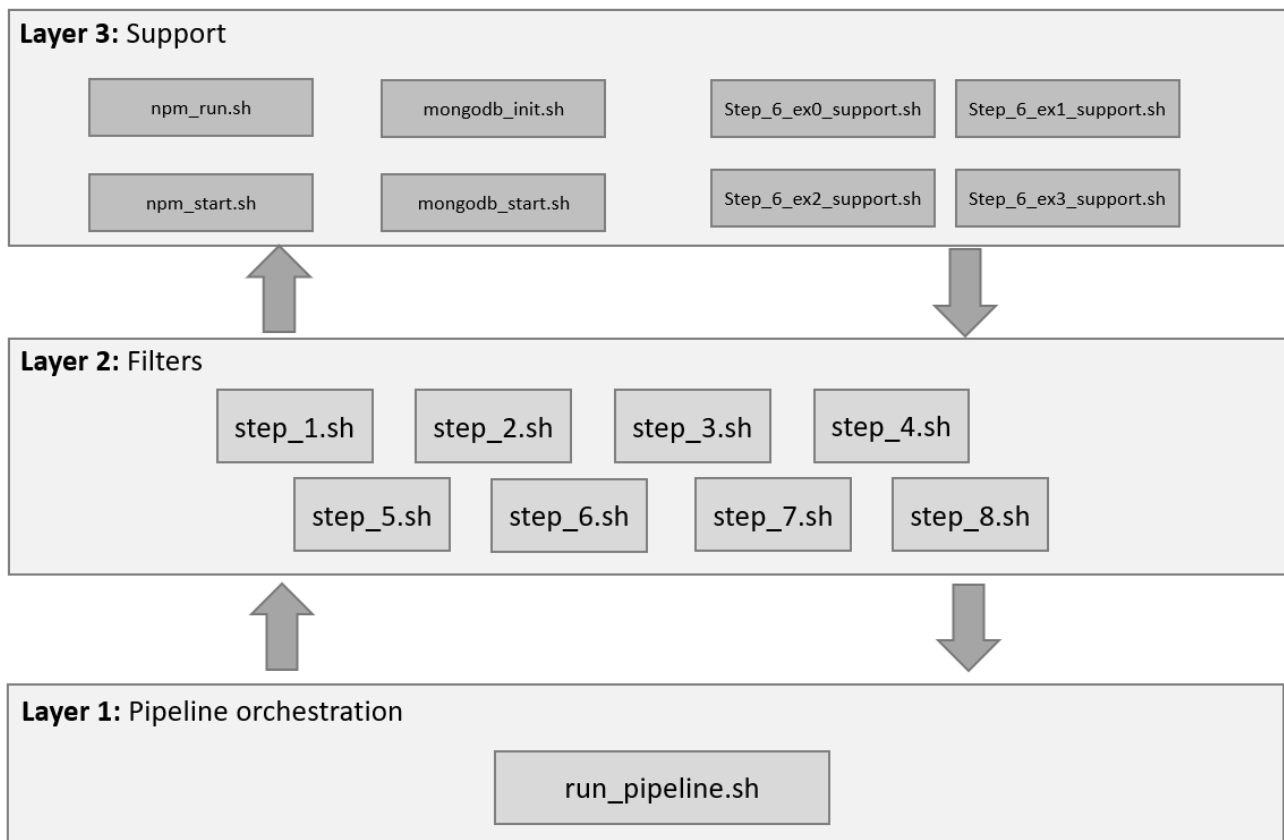 Layer 3: Support
npm_run.sh
mongodb_init.sh
Step_6_ex0_support.sh
Step_6_ex1_support.sh
npm_start.sh
mongodb_start.sh
Step_6_ex2_support.sh
Step_6_ex3_support.sh
Layer 2: Filters
step_1.sh
step_2.sh
step_3.sh
step_4.sh
step_5.sh
step_6.sh
step_7.sh
step_8.sh
Layer 1: Pipeline orchestration
run_pipeline.sh